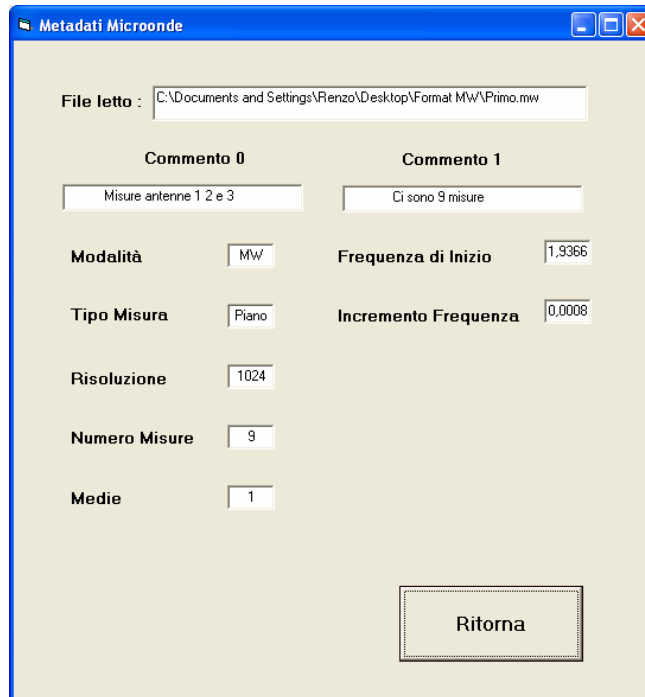 Metadati Microonde
File letto : C:\Documents and Settings\Renzo\Desktop\Format MW\Primo.mw
Commento 0 Commento 1
Misure antenne 1 2 e 3 Ci sono 9 misure
Modalità MW Frequenza di Inizio 1,9366
Tipo Misura Piano Incremento Frequenza 0,0008
Risoluzione 1024
Numero Misure 9
Medie 1
Ritorna